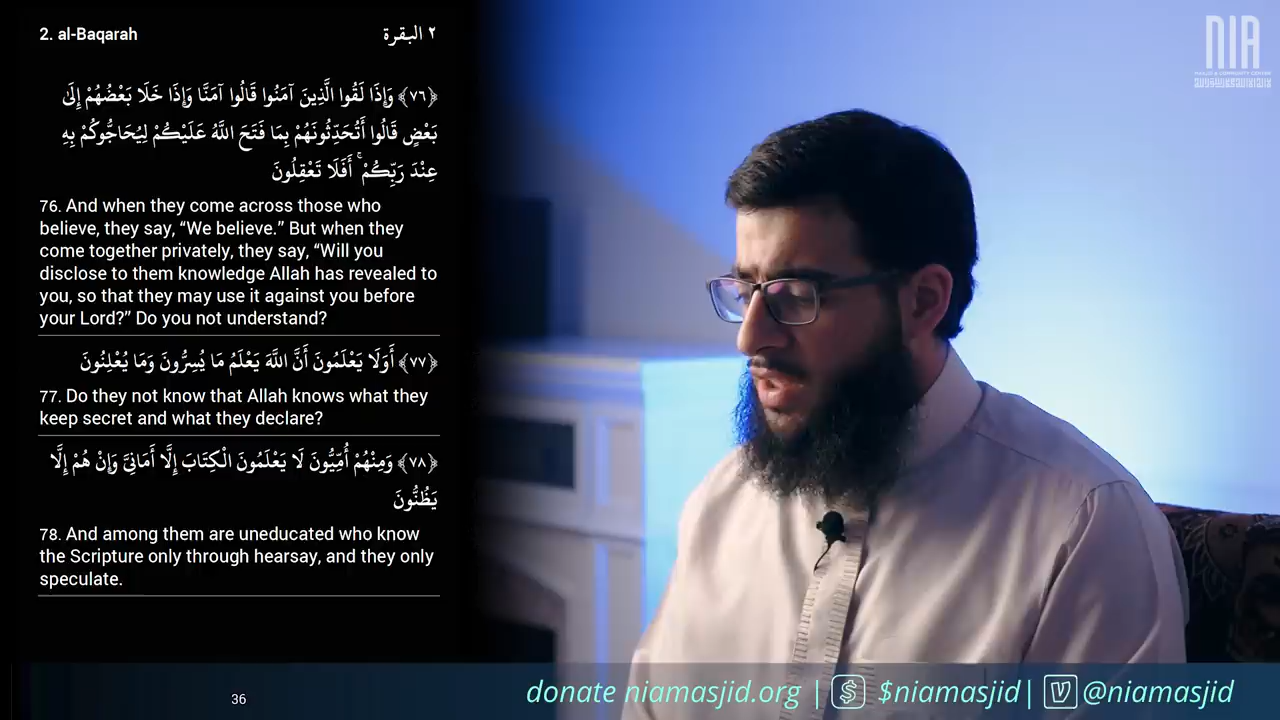 2. al-Baqarah
٢ البقرة
﴿٧٦﴾ وَإِذَا لَقُوا الَّذِينَ آمَنُوا قَالُوا آمَنَّا وَإِذَا خَلَا بَعْضُهُمْ إِلَىٰ
بَعْضٍ قَالُوا أَتُحَدِّثُونَهُمْ بِمَا فَتَحَ اللَّهُ عَلَيْكُمْ لِيُحَاجُّوكُمْ بِهِ
عِنْدَ رَبِّكُمْ ۚ أَفَلَا تَعْقِلُونَ
76. And when they come across those who
believe, they say, “We believe.” But when they
come together privately, they say, “Will you
disclose to them knowledge Allah has revealed to
you, so that they may use it against you before
your Lord?” Do you not understand?
﴿٧٧﴾ أَوَلَا يَعْلَمُونَ أَنَّ اللَّهَ يَعْلَمُ مَا يُسِرُّونَ وَمَا يُعْلِنُونَ
77. Do they not know that Allah knows what they
keep secret and what they declare?
﴿٧٨﴾ وَمِنْهُمْ أُمِّيُّونَ لَا يَعْلَمُونَ الْكِتَابَ إِلَّا أَمَانِيَّ وَإِنْ هُمْ إِلَّا
يَظُنُّونَ
78. And among them are uneducated who know
the Scripture only through hearsay, and they only
speculate.
36
NIA
MASJID & COMMUNITY CENTER
donate niamasjid.org | $ $niamasjid | V @niamasjid